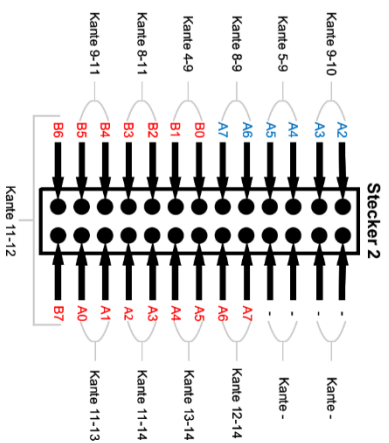 Stecker 2
A2 -
Kante 9-10 Kante -
A3 -
A4 -
Kante 5-9 Kante -
A5 -
A6 A7
Kante 8-9 Kante 12-14
A7 A6
B0 A5
Kante 4-9 Kante 13-14
B1 A4
B2 A3
Kante 8-11 Kante 11-14
B3 A2
B4 A1
Kante 9-11 Kante 11-13
B5 A0
B6 B7
Kante 11-12